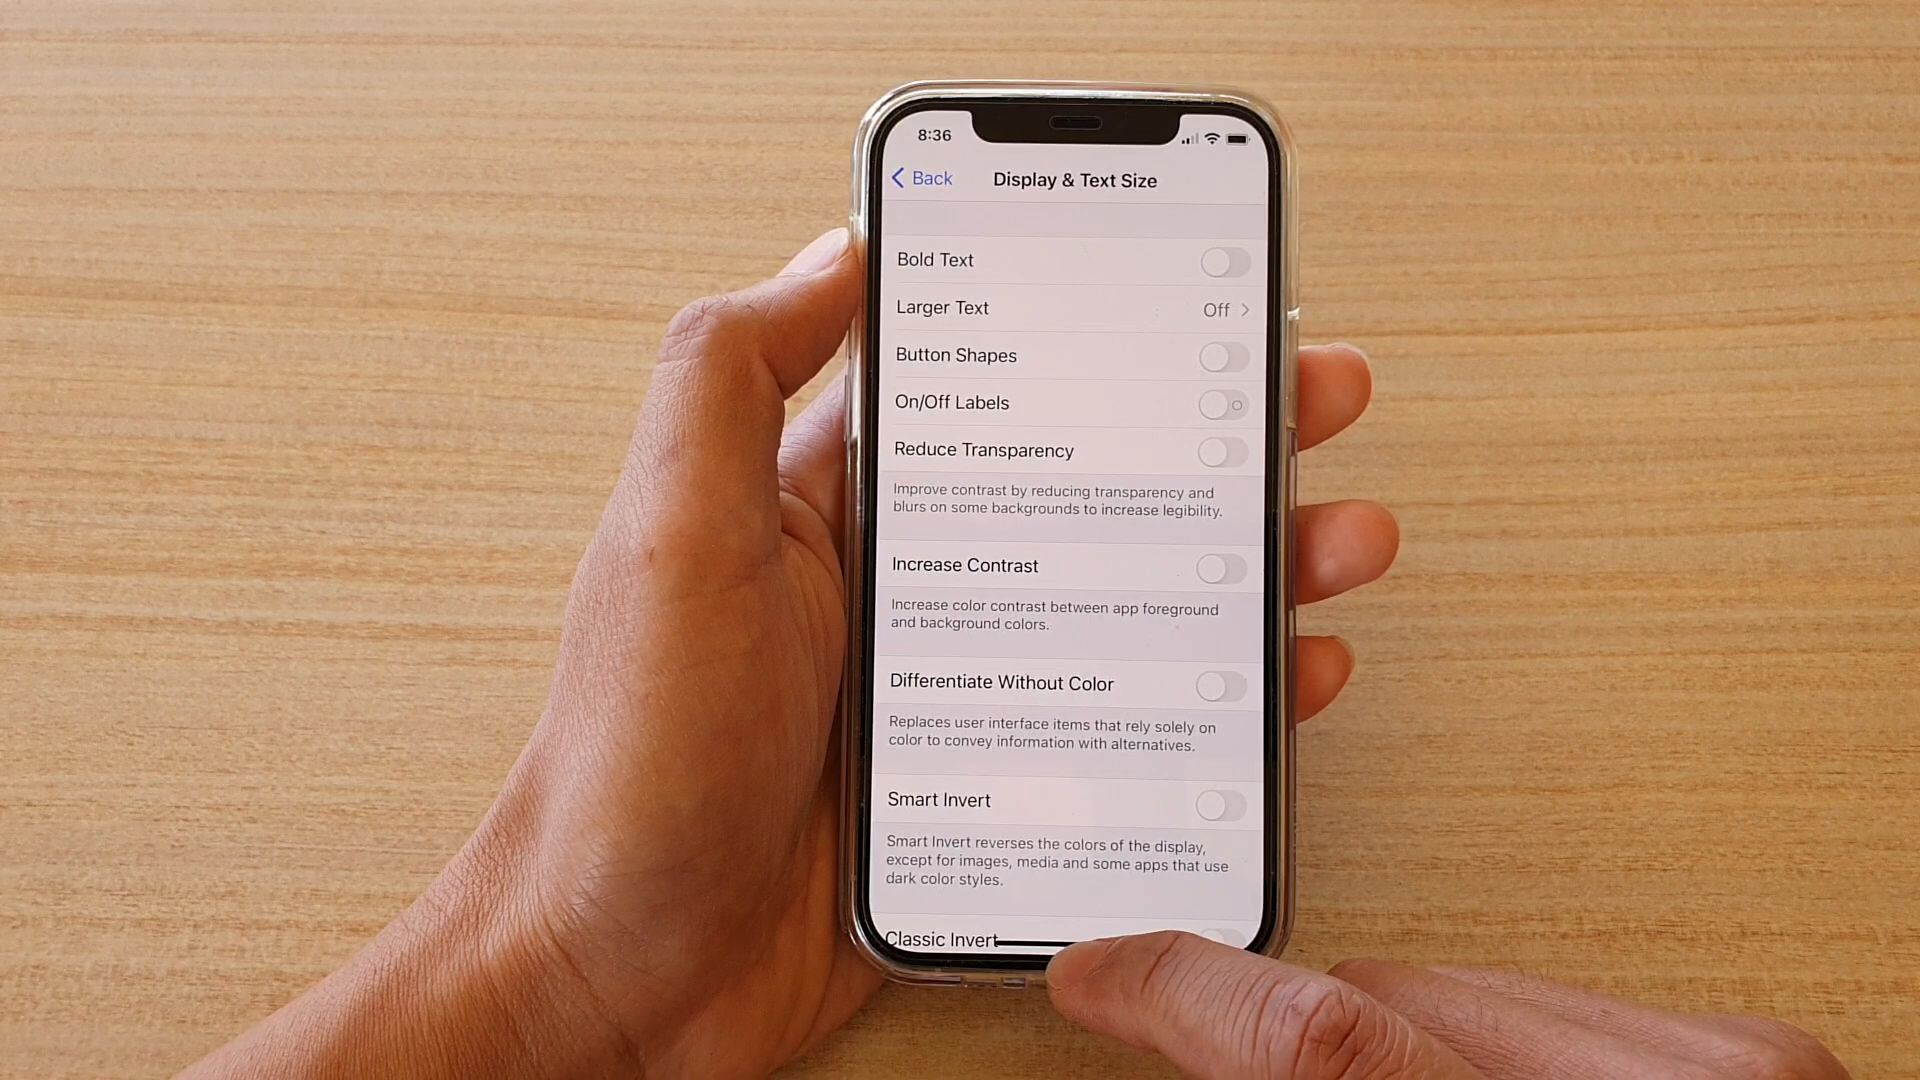 8:36
Back
Display & Text Size
Bold Text
Larger Text
Off
Button Shapes
On/Off Labels
Reduce Transparency
Improve contrast by reducing transparency and
blurs on some backgrounds to increase legibility.
Increase Contrast
Increase color contrast between app foreground
and background colors.
Differentiate Without Color
Replaces user interface items that rely solely on
color to convey information with alternatives.
Smart Invert
Smart Invert reverses the colors of the display,
except for images, media and some apps that use
dark color styles.
Classic Invert